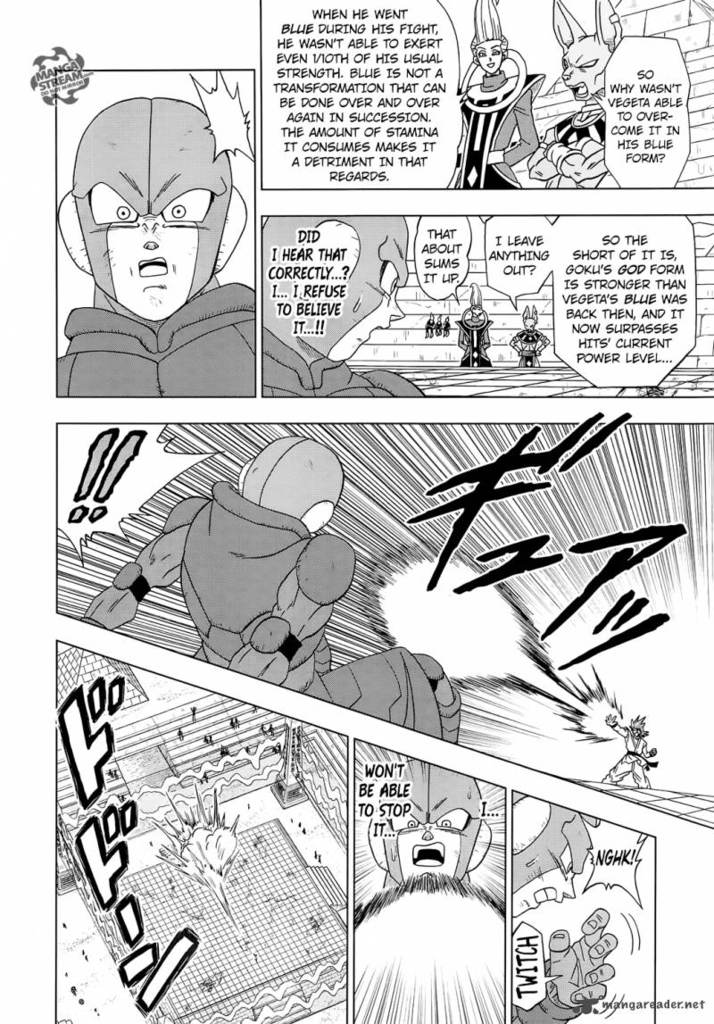 SO
WHY WASN'T
VEGETA ABLE
TO OVER-
COME IT IN
HIS BLUE
FORM?
WHEN HE WENT
BLUE DURING HIS FIGHT,
HE WASN'T ABLE TO EXERT
EVEN 1/10TH OF HIS USUAL
STRENGTH. BLUE IS NOT A
TRANSFORMATION THAT CAN
BE DONE OVER AND OVER
AGAIN IN SUCCESSION.
THE AMOUNT OF STAMINA
IT CONSUMES MAKES IT
A DETRIMENT IN THAT
REGARDS.
MANGA
STREAM
SO THE
SHORT OF IT IS,
GOKU'S GOD FORM
IS STRONGER THAN
VEGETA'S BLUE WAS
BACK THEN, AND IT
NOW SURPASSES
HITS' CURRENT
POWER LEVEL...
I LEAVE
ANYTHING
OUT?
THAT
ABOUT
SUMS
IT UP.
DID
I HEAR THAT
CORRECTLY...?
I... I REFUSE
TO BELIEVE
IT...!!
ギュアッ
!!
NGHK!
TWITCH
I...
WON'T
BE ABLE
TO STOP
IT...
ドドンッ
mangareader.net